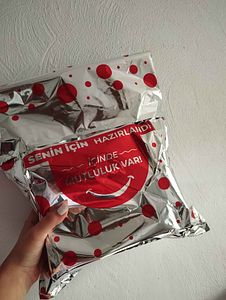 SENİN İÇİN HAZIRLANDI
İÇİNDE
MUTLULUK VAR!